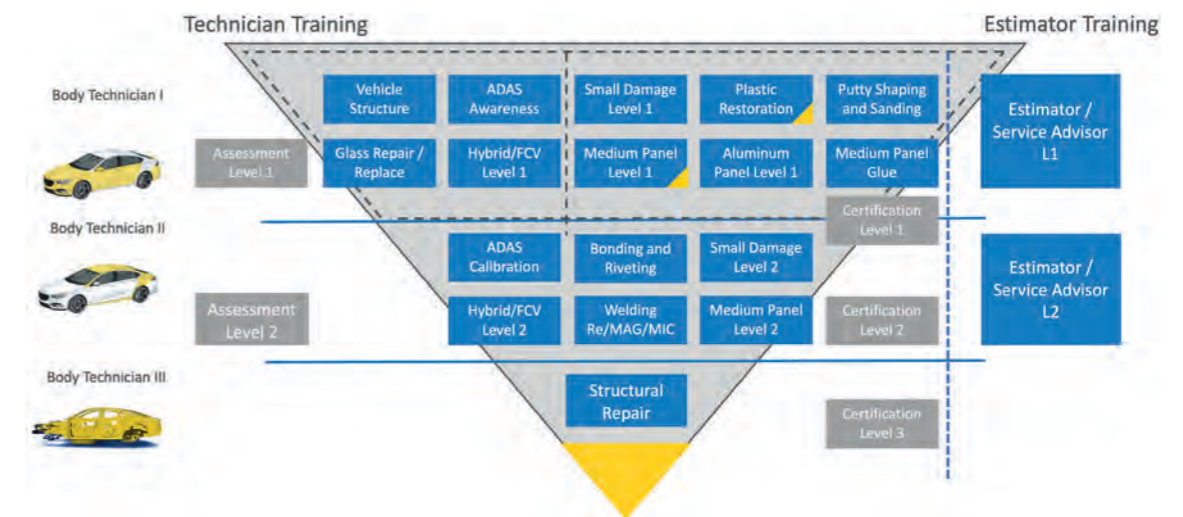 Technician Training
Estimator Training
Body Technician I
Vehicle
Structure
ADAS
Awareness
Small Damage
Level 1
Plastic
Restoration
Putty Shaping
and Sanding
Estimator /
Service Advisor
L1
Assessment
Level 1
Glass Repair /
Replace
Hybrid/FCV
Level 1
Medium Panel
Level 1
Aluminum
Panel Level 1
Medium Panel
Glue
Certification
Level 1
Body Technician II
ADAS
Calibration
Bonding and
Riveting
Small Damage
Level 2
Estimator /
Service Advisor
L2
Assessment
Level 2
Hybrid/FCV
Level 2
Welding
Re/MAG/MIC
Medium Panel
Level 2
Certification
Level 2
Body Technician III
Structural
Repair
Certification
Level 3